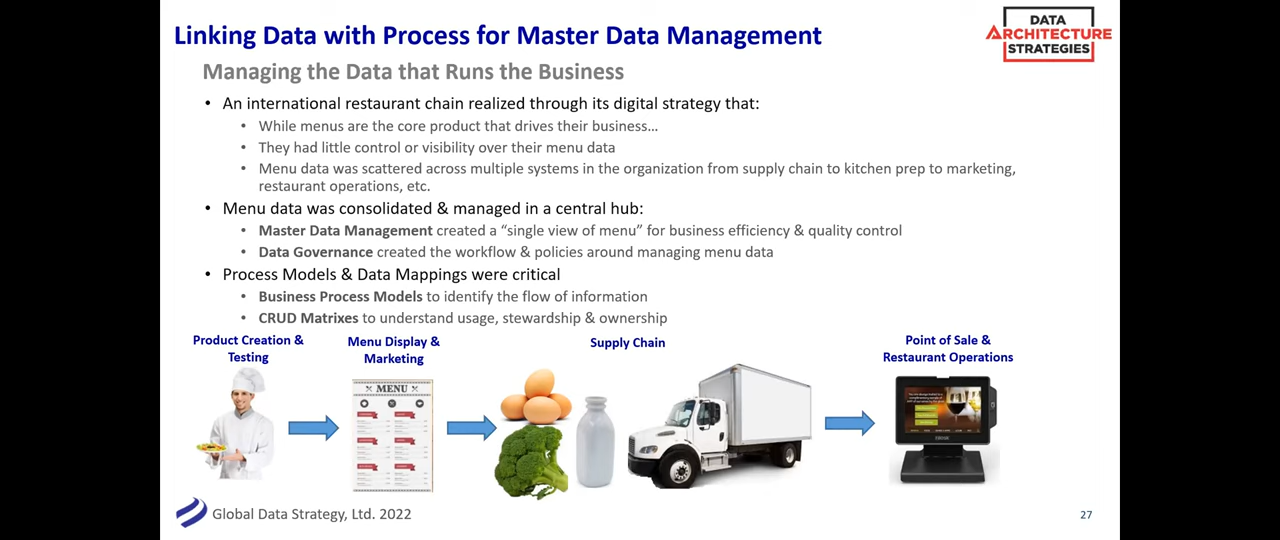 Linking Data with Process for Master Data Management
DATA
ARCHITECTURE
STRATEGIES
Managing the Data that Runs the Business
• An international restaurant chain realized through its digital strategy that:
• While menus are the core product that drives their business…
• They had little control or visibility over their menu data
• Menu data was scattered across multiple systems in the organization from supply chain to kitchen prep to marketing,
restaurant operations, etc.
• Menu data was consolidated & managed in a central hub:
• Master Data Management created a “single view of menu” for business efficiency & quality control
• Data Governance created the workflow & policies around managing menu data
• Process Models & Data Mappings were critical
• Business Process Models to identify the flow of information
• CRUD Matrixes to understand usage, stewardship & ownership
Product Creation &
Testing
Menu Display &
Marketing
Supply Chain
Point of Sale &
Restaurant Operations
MENU
Global Data Strategy, Ltd. 2022
27